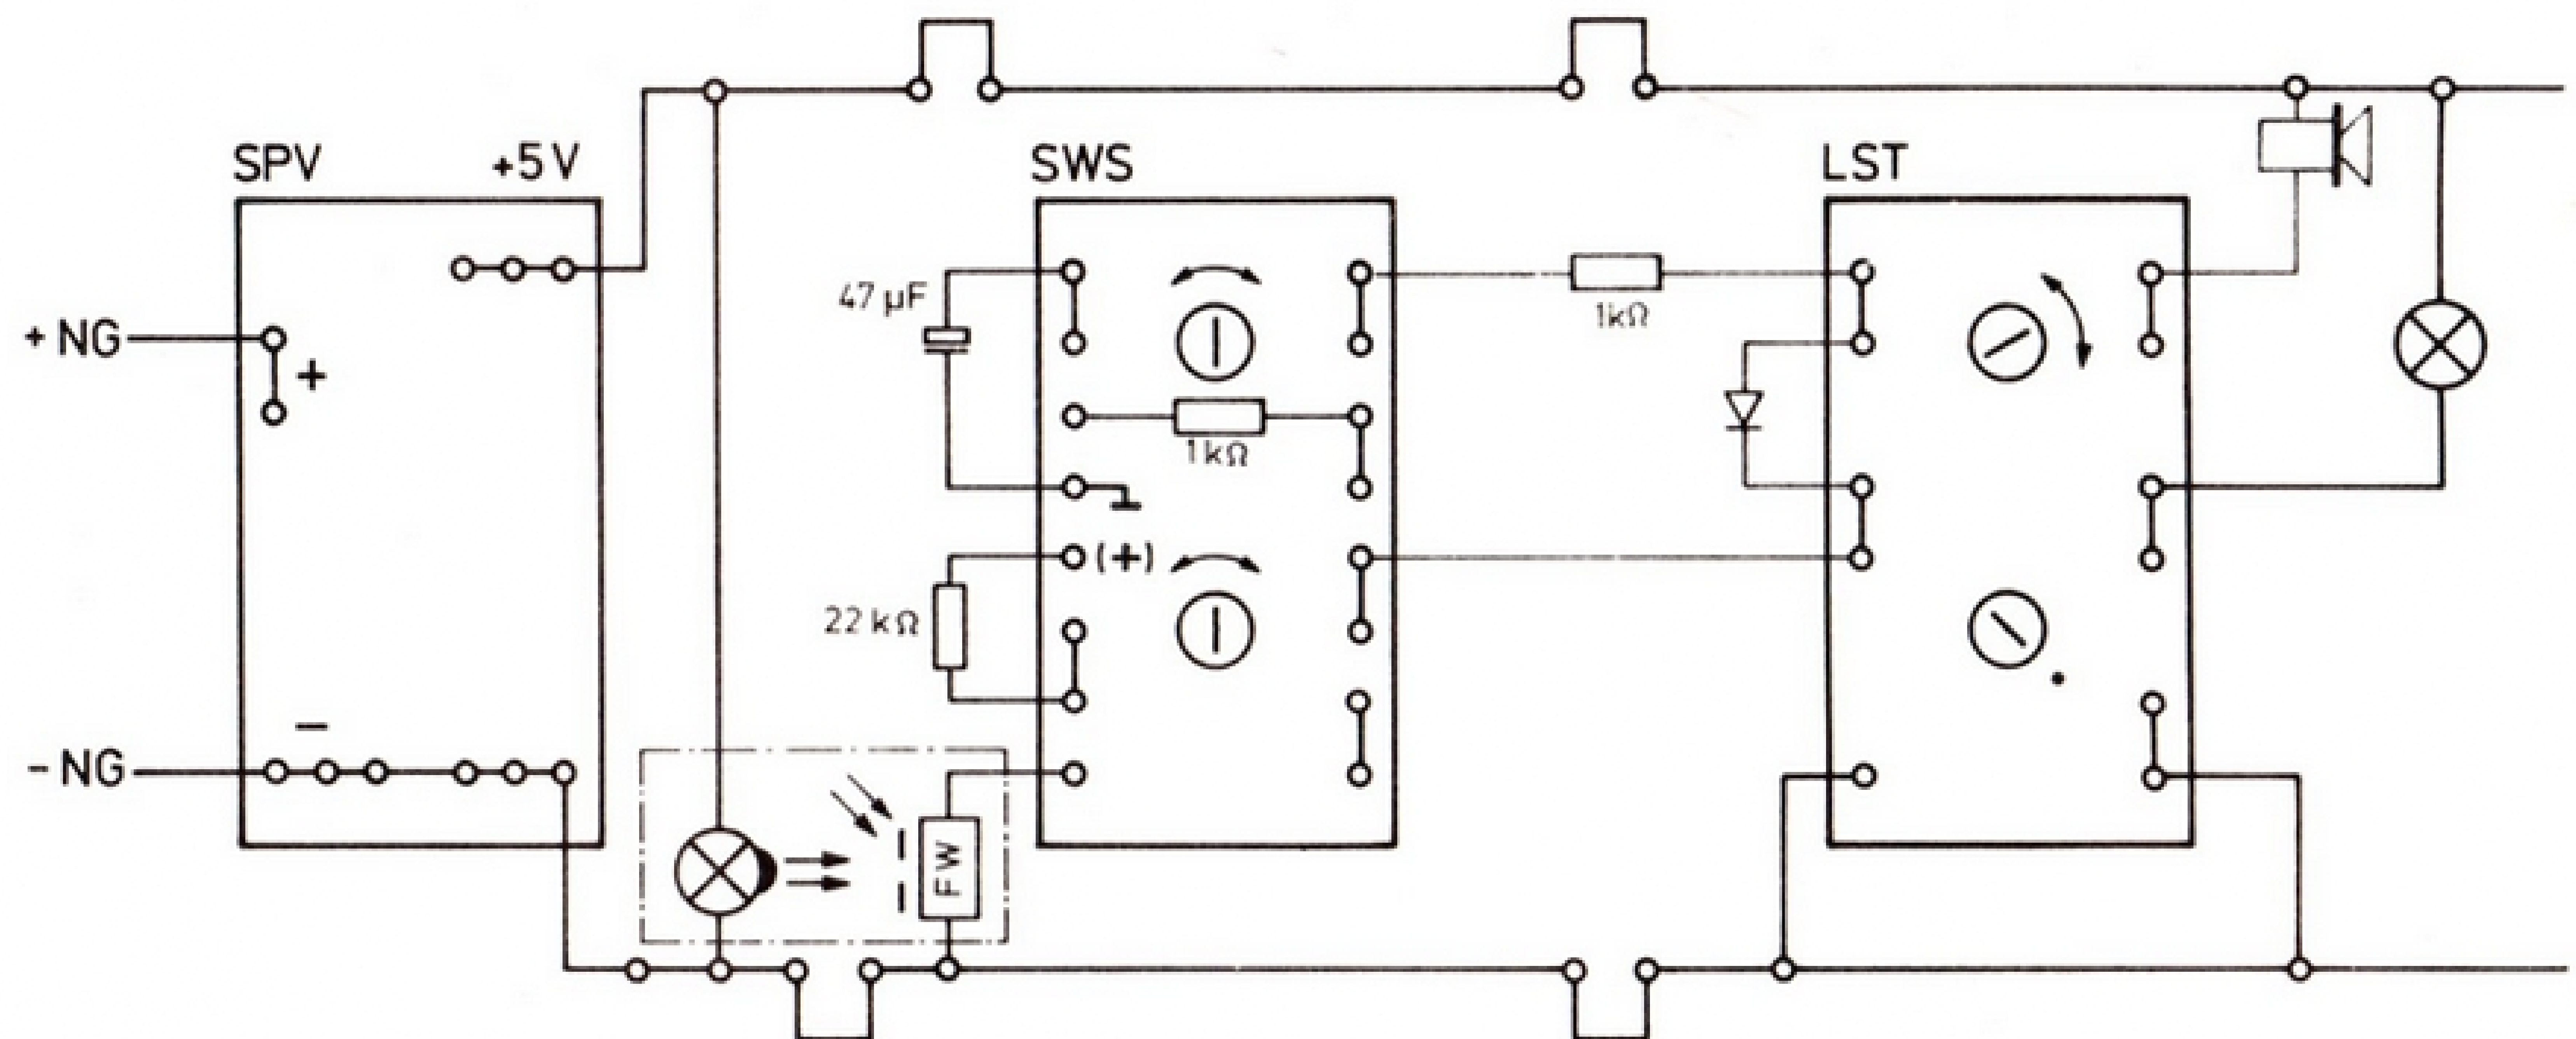 SPV +5V
+NG
+
−
-NG
SWS
47 µF
1kΩ
(+)
22 kΩ
FW
1kΩ
LST